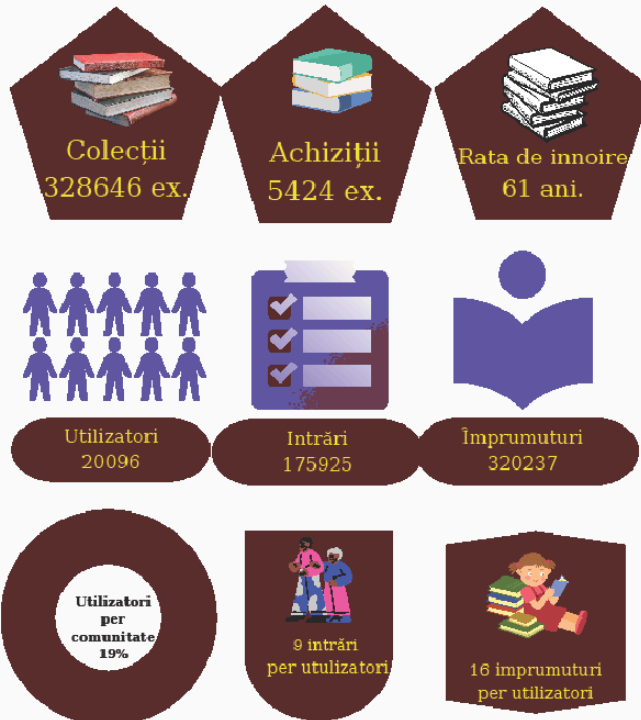 Colecții
328646 ex.
Achiziții
5424 ex.
Rata de innoire
61 ani.
Utilizatori
20096
Intrări
175925
Împrumuturi
320237
Utilizatori
per
comunitate
19%
9 intrări
per utulizatori
16 imprumuturi
per utilizatori